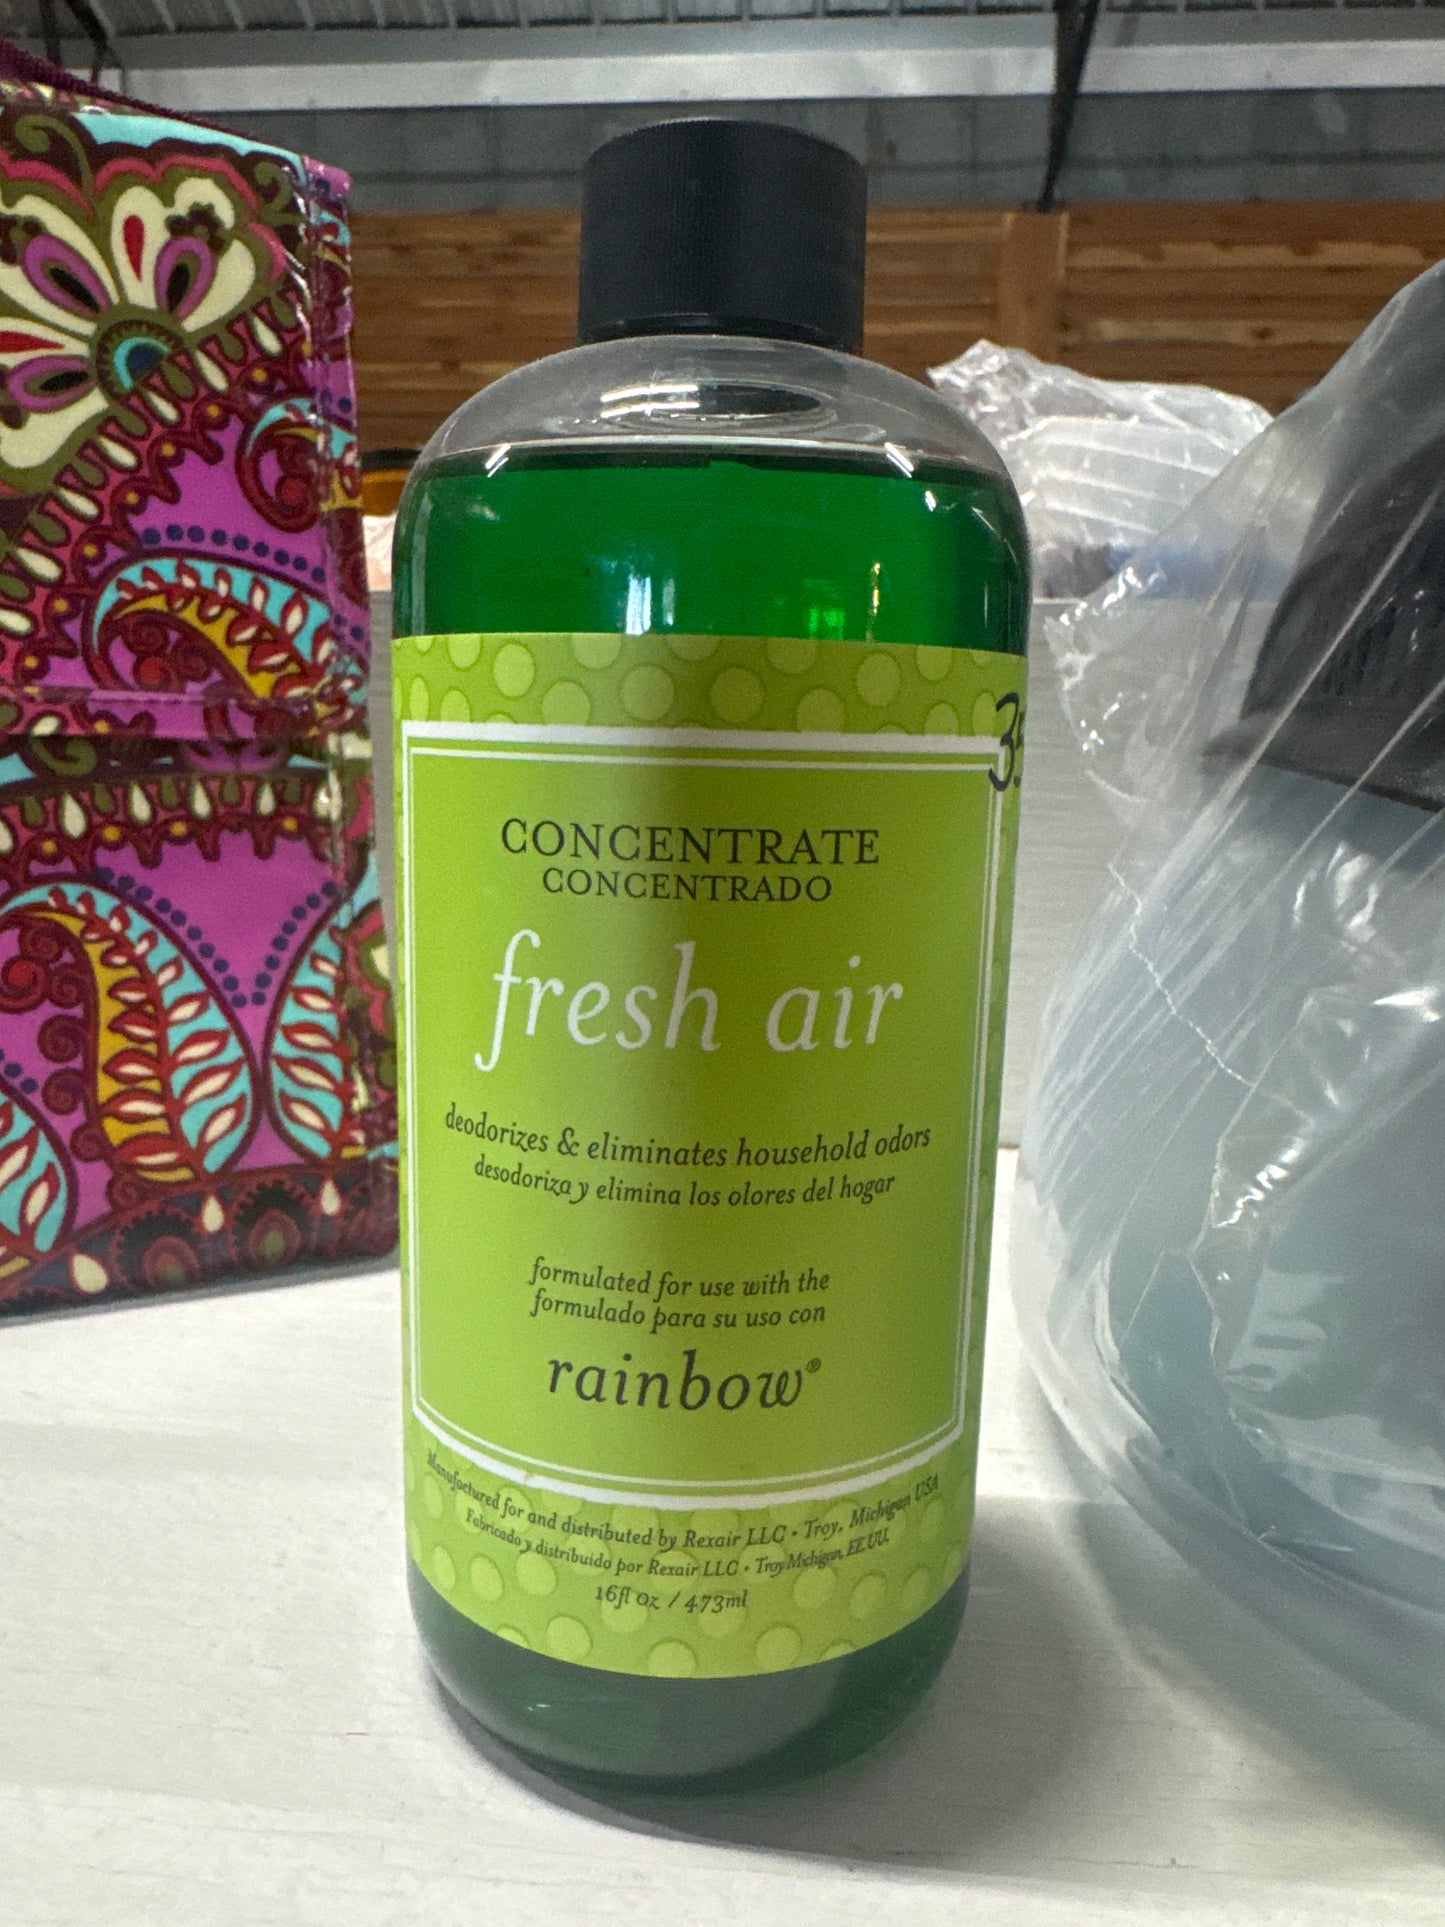 35
CONCENTRATE
CONCENTRADO
fresh air
deodorizes & eliminates household odors
desodoriza y elimina los olores del hogar
formulated for use with the
formulado para su uso con
rainbow®
Manufactured for and distributed by Rexair LLC • Troy, Michigan USA
Fabricado y distribuido por Rexair LLC • Troy Michigan, EE.UU.
16fl oz / 473ml